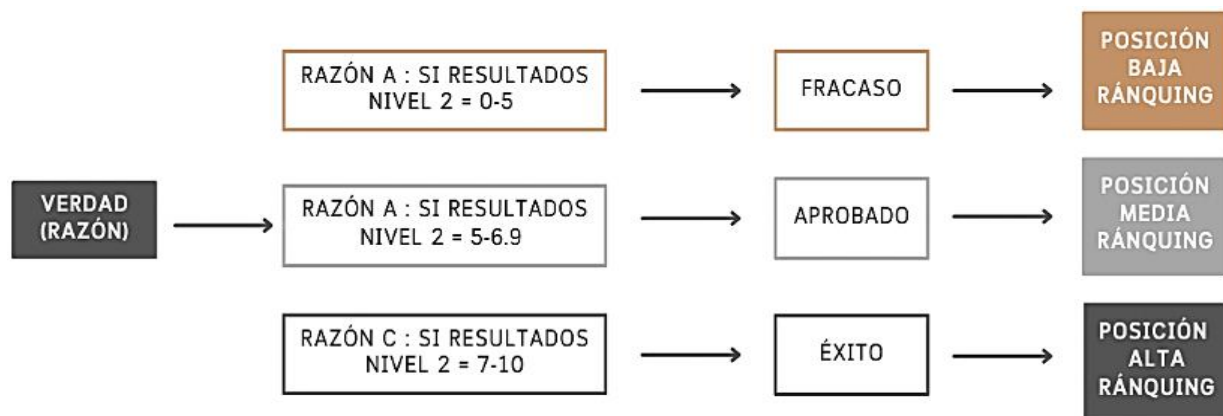 VERDAD
(RAZÓN)
RAZÓN A : SI RESULTADOS
NIVEL 2 = 0-5
FRACASO
POSICIÓN
BAJA
RÁNQUING
RAZÓN A : SI RESULTADOS
NIVEL 2 = 5-6.9
APROBADO
POSICIÓN
MEDIA
RÁNQUING
RAZÓN C : SI RESULTADOS
NIVEL 2 = 7-10
ÉXITO
POSICIÓN
ALTA
RÁNQUING